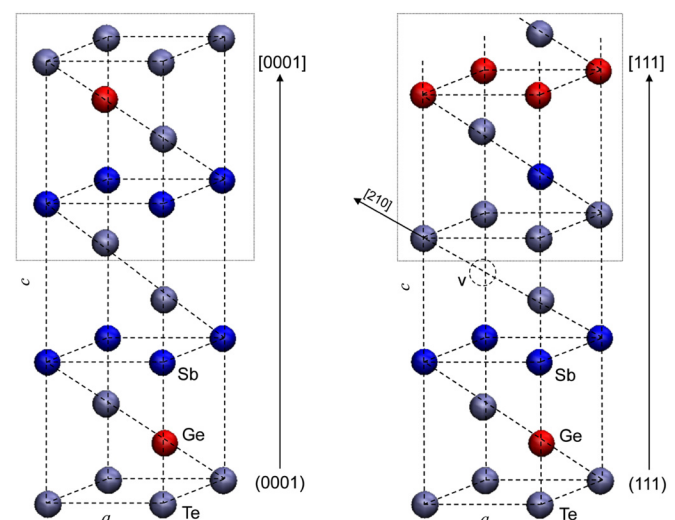 [0001]
c
Sb
Ge
(0001)
Te
a
[111]
[210]
v
c
Sb
Ge
(111)
Te
a